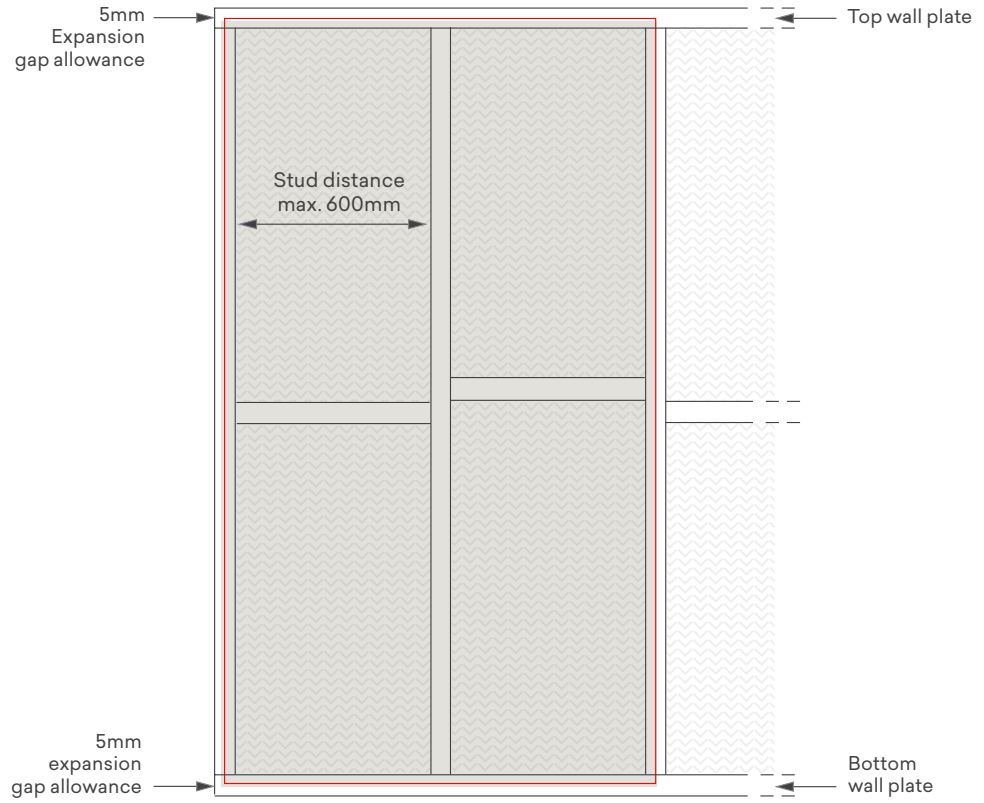 5mm
Expansion
gap allowance
Top wall plate
Stud distance
max. 600mm
5mm
expansion
gap allowance
Bottom
wall plate